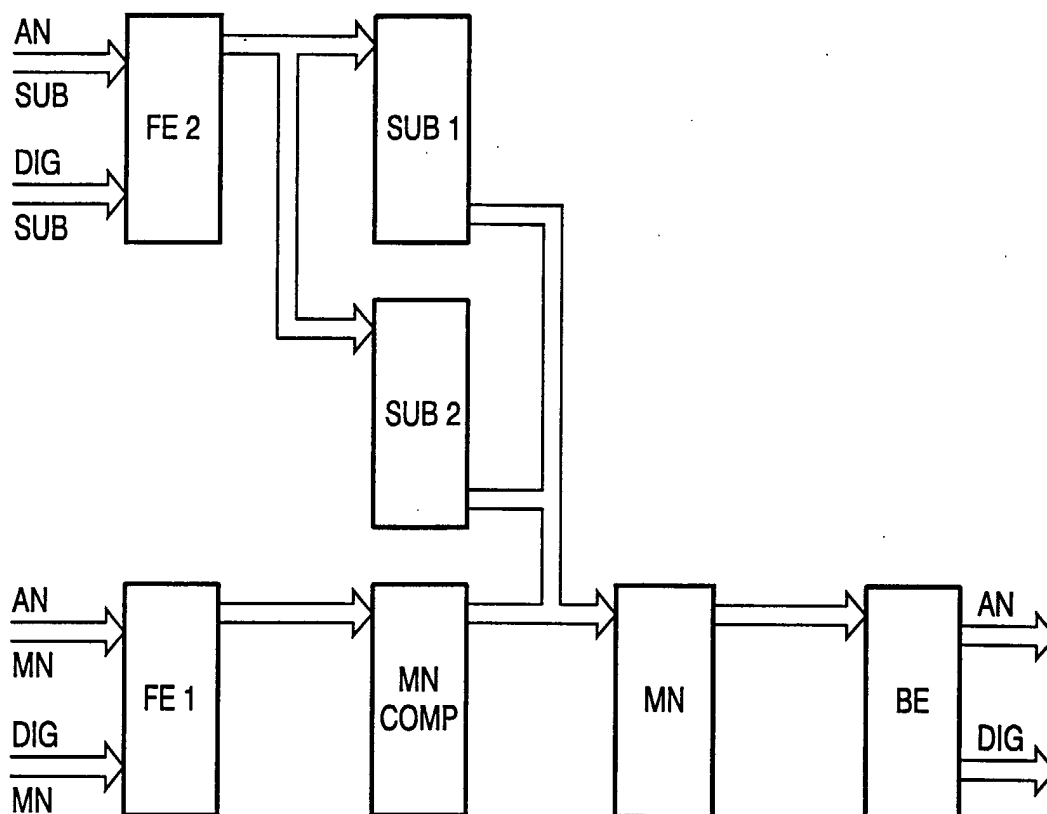 AN
SUB
DIG
SUB
FE 2
SUB 1
SUB 2
AN
MN
DIG
MN
FE 1
MN
COMP
MN
BE
AN
DIG